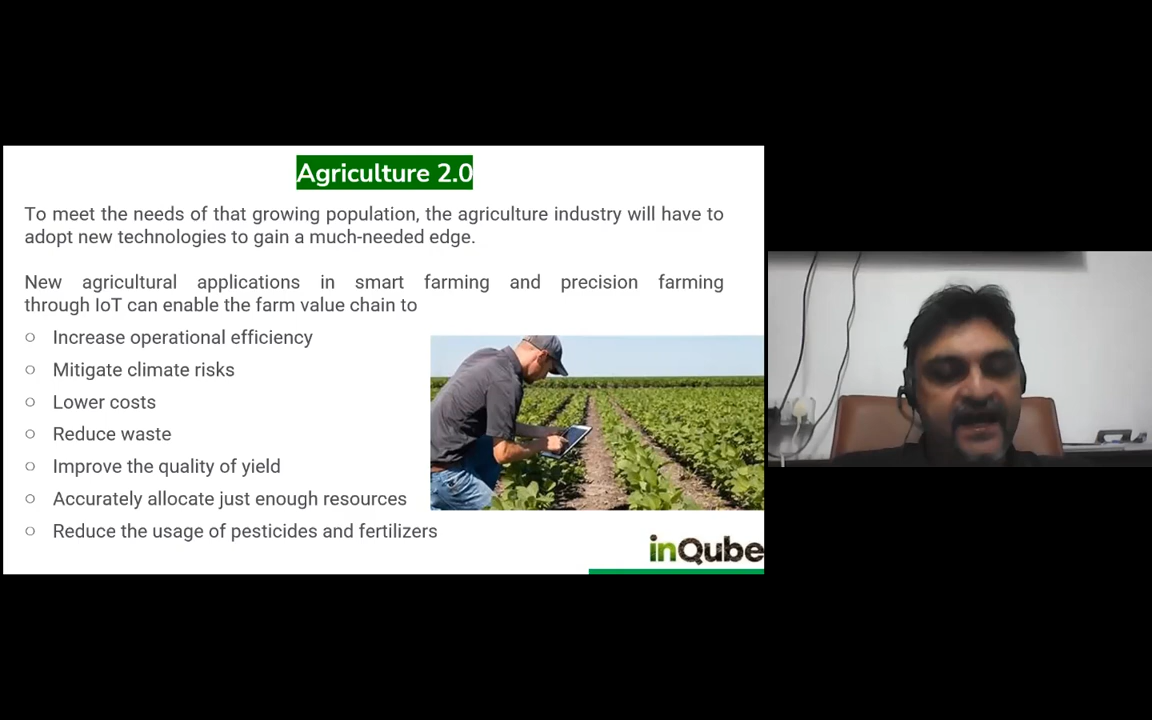 Agriculture 2.0
To meet the needs of that growing population, the agriculture industry will have to
adopt new technologies to gain a much-needed edge.
New agricultural applications in smart farming and precision farming
through IoT can enable the farm value chain to
○ Increase operational efficiency
○ Mitigate climate risks
○ Lower costs
○ Reduce waste
○ Improve the quality of yield
○ Accurately allocate just enough resources
○ Reduce the usage of pesticides and fertilizers
inQube